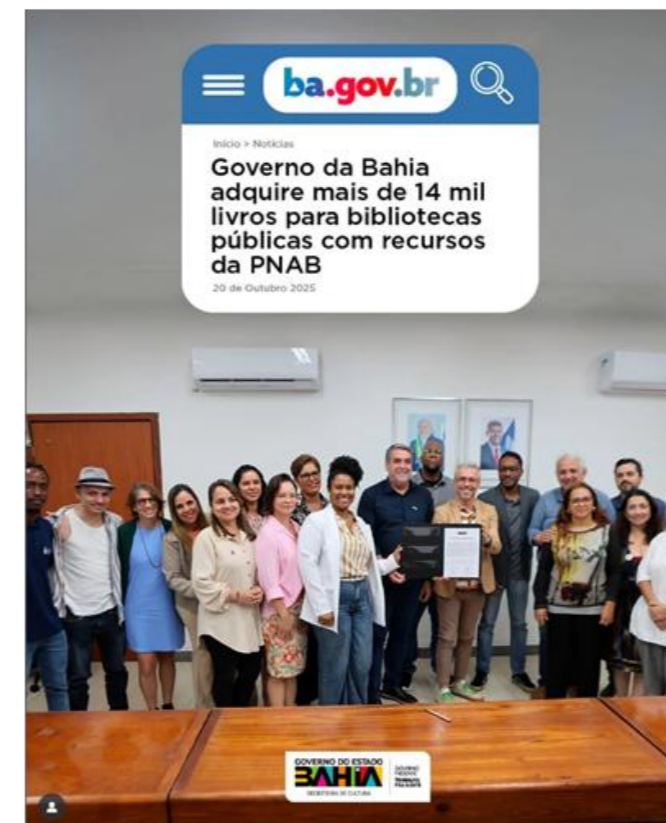 ba.gov.br
Início > Notícias
Governo da Bahia
adquire mais de 14 mil
livros para bibliotecas
públicas com recursos
da PNAB
20 de Outubro 2025
GOVERNO DO ESTADO
BAHIA
SECRETARIA DE CULTURA